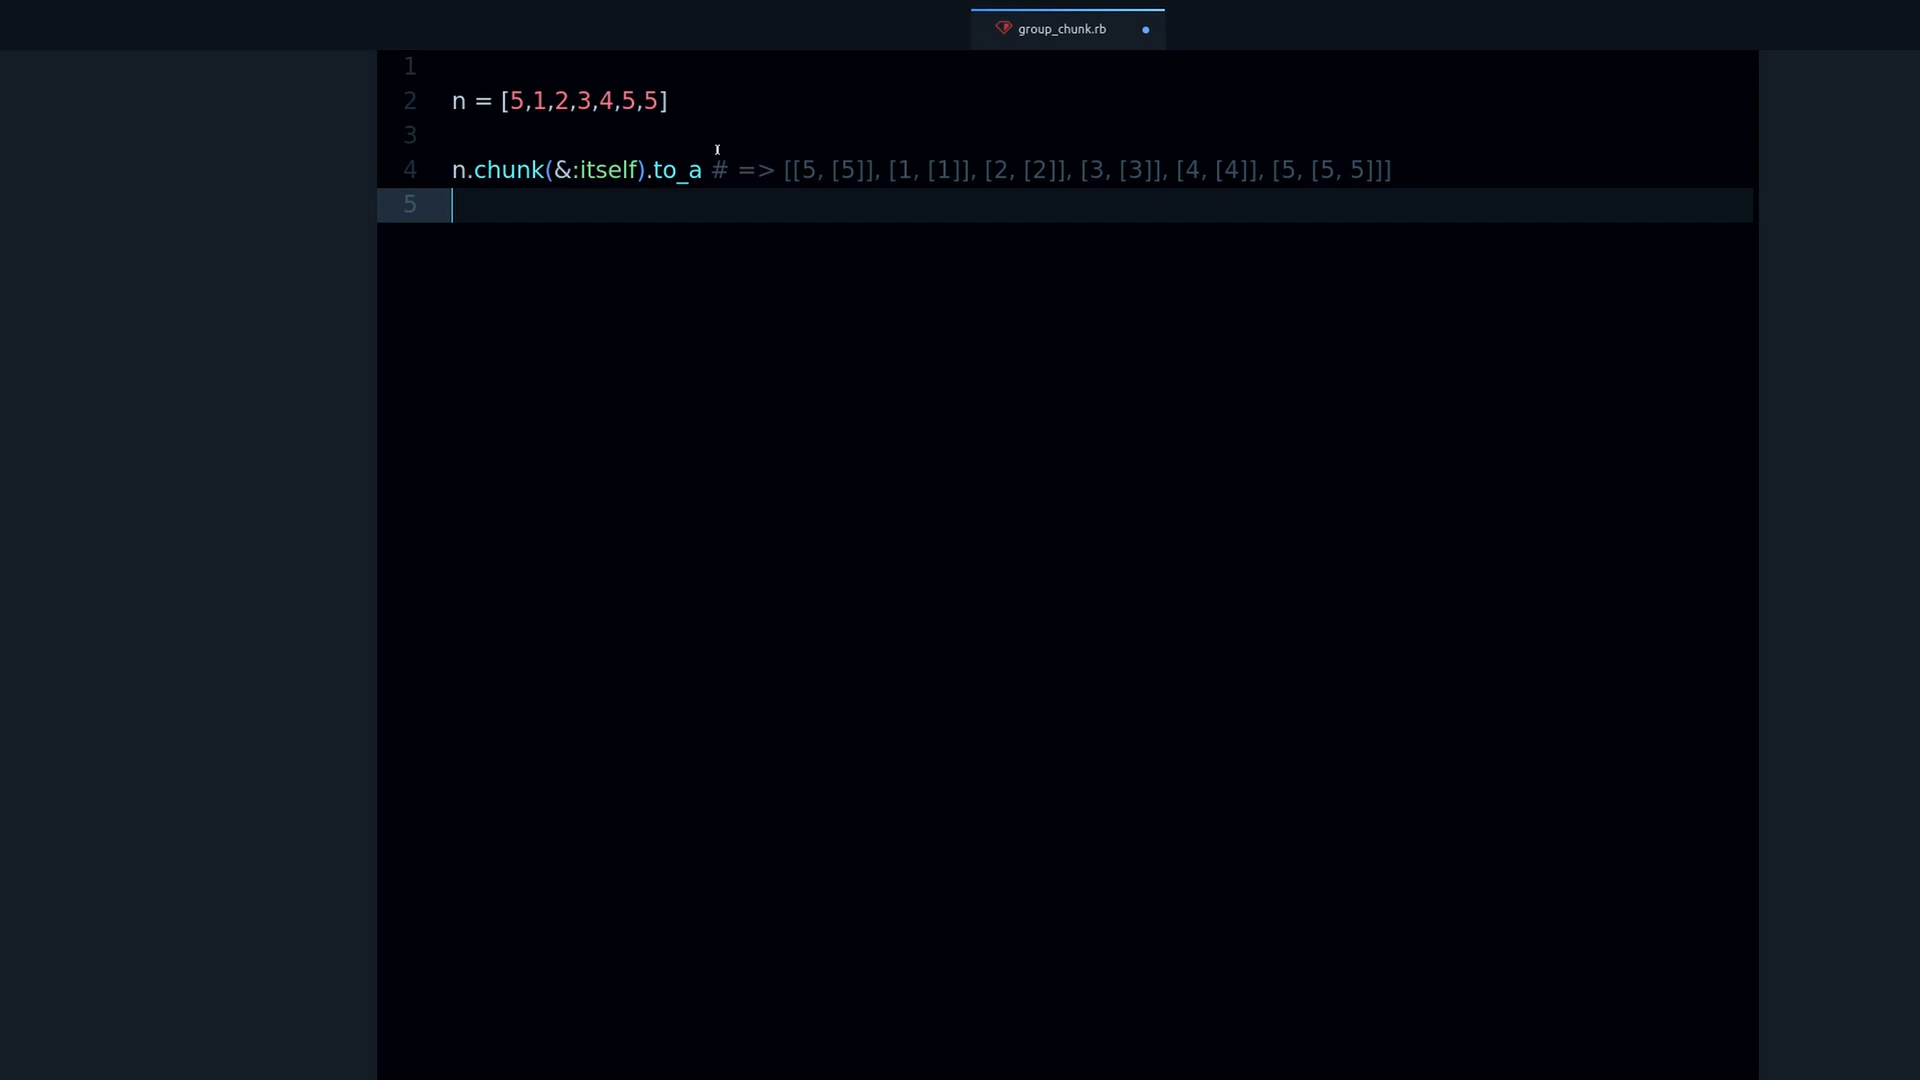 group_chunk.rb
1
2 n = [5,1,2,3,4,5,5]
3
4 n.chunk(&:itself).to_a # => [[5, [5]], [1, [1]], [2, [2]], [3, [3]], [4, [4]], [5, [5, 5]]]
5